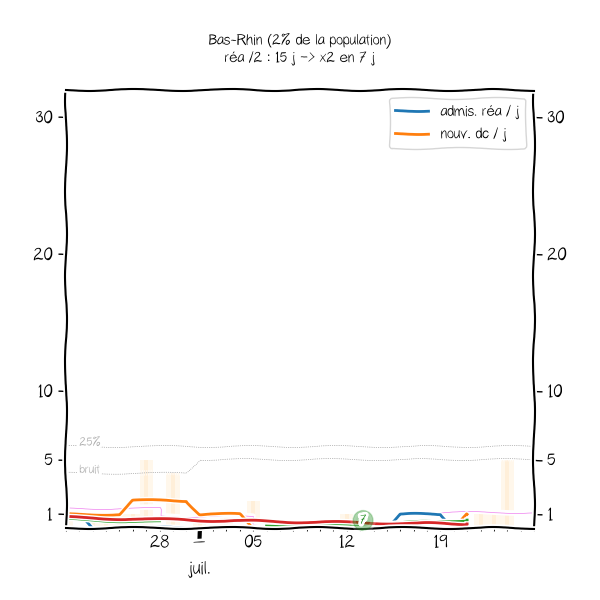 Bas-Rhin (2% de la population)
réa /2 : 15 j -> x2 en 7 j
admis. réa / j
nouv. dc / j
30
30
20
20
10
10
25%
5
5
bruit
1
1
7
28
05
12
19
juil.